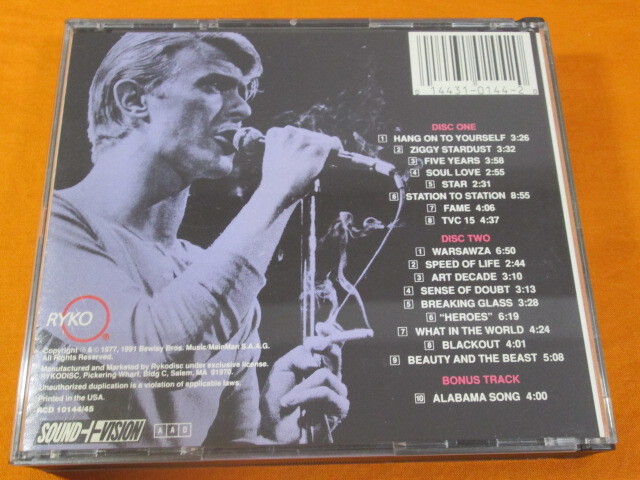 0 14431-0144-2 0
DISC ONE
1 HANG ON TO YOURSELF 3:26
2 ZIGGY STARDUST 3:32
3 FIVE YEARS 3:58
4 SOUL LOVE 2:55
5 STAR 2:31
6 STATION TO STATION 8:55
7 FAME 4:06
8 TVC 15 4:37
DISC TWO
1 WARSAWZA 6:50
2 SPEED OF LIFE 2:44
3 ART DECADE 3:10
4 SENSE OF DOUBT 3:13
5 BREAKING GLASS 3:28
6 "HEROES" 6:19
7 WHAT IN THE WORLD 4:24
8 BLACKOUT 4:01
9 BEAUTY AND THE BEAST 5:08
BONUS TRACK
10 ALABAMA SONG 4:00
RYKO
Copyright ℗ & © 1977, 1991 Bewlay Bros. Music/MainMan S.A.A.G.
All Rights Reserved.
Manufactured and Marketed by Rykodisc under exclusive license.
RYKODISC, Pickering Wharf, Bldg C, Salem, MA 01970.
Unauthorized duplication is a violation of applicable laws.
Printed in the USA.
RCD 10144/45
SOUND+VISION
AAD